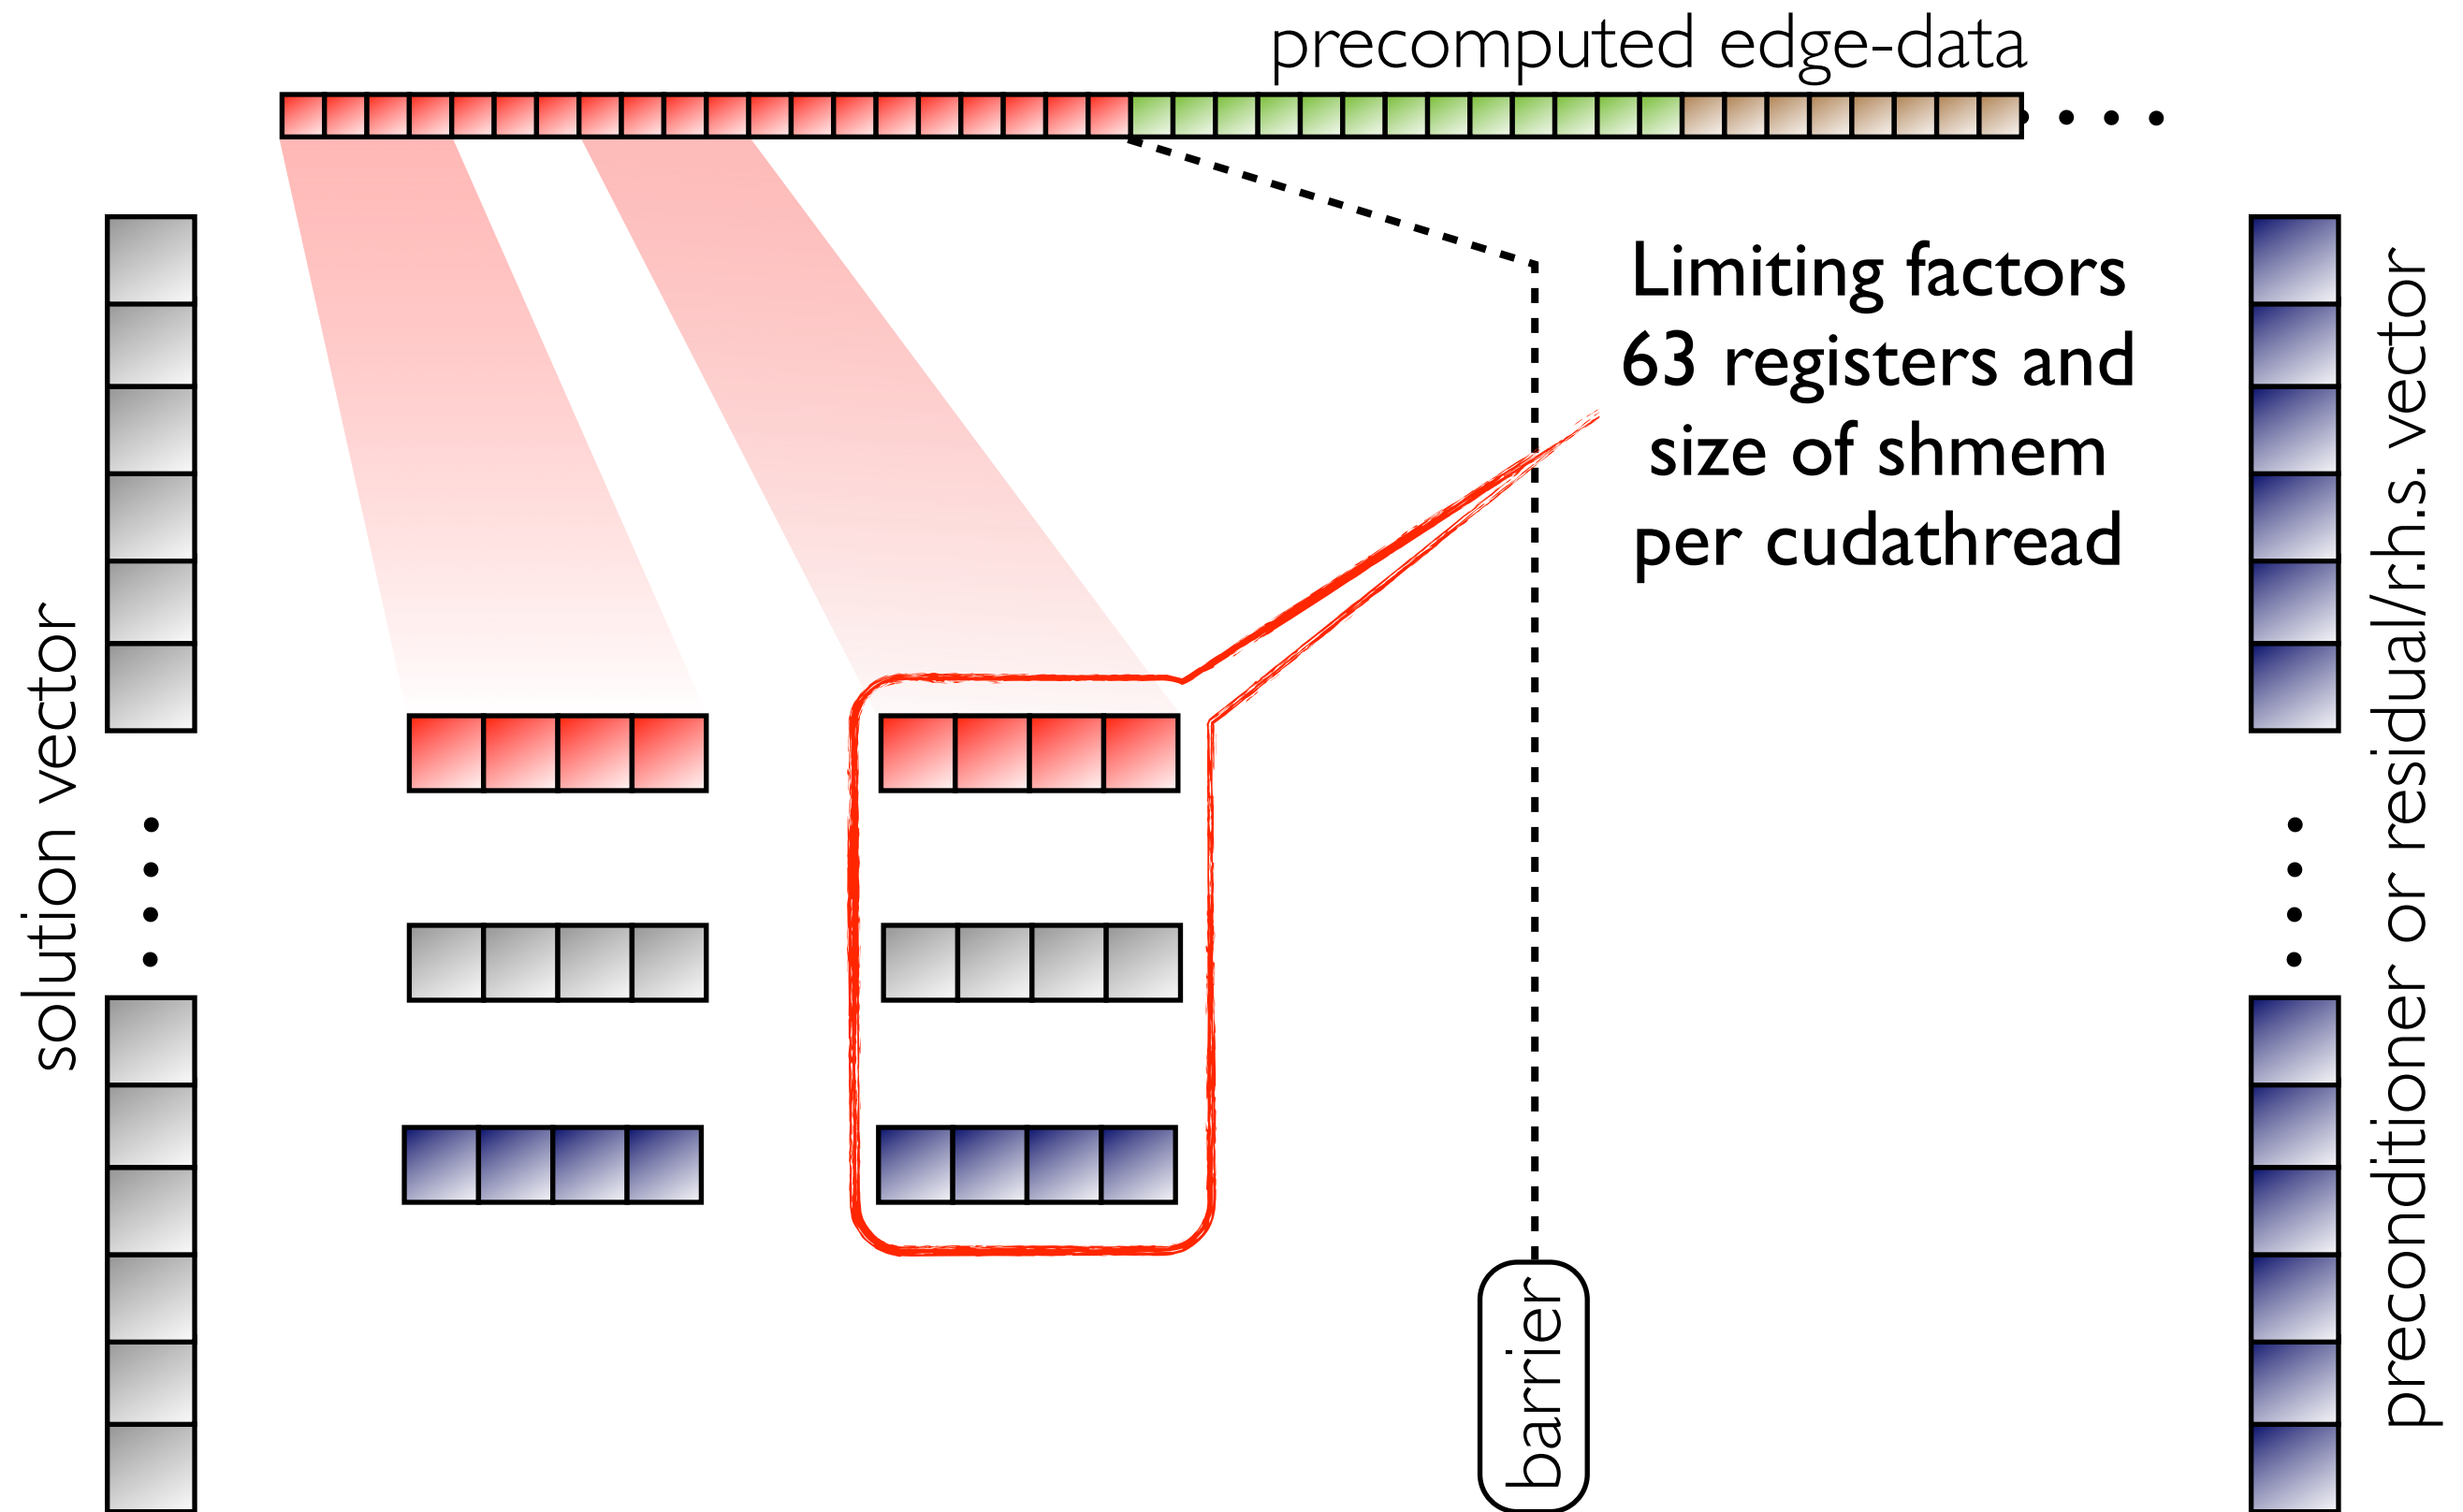 precomputed edge-data
solution vector
Limiting factors
63 registers and
size of shmem
per cudathread
preconditioner or residual/r.h.s. vector
barrier